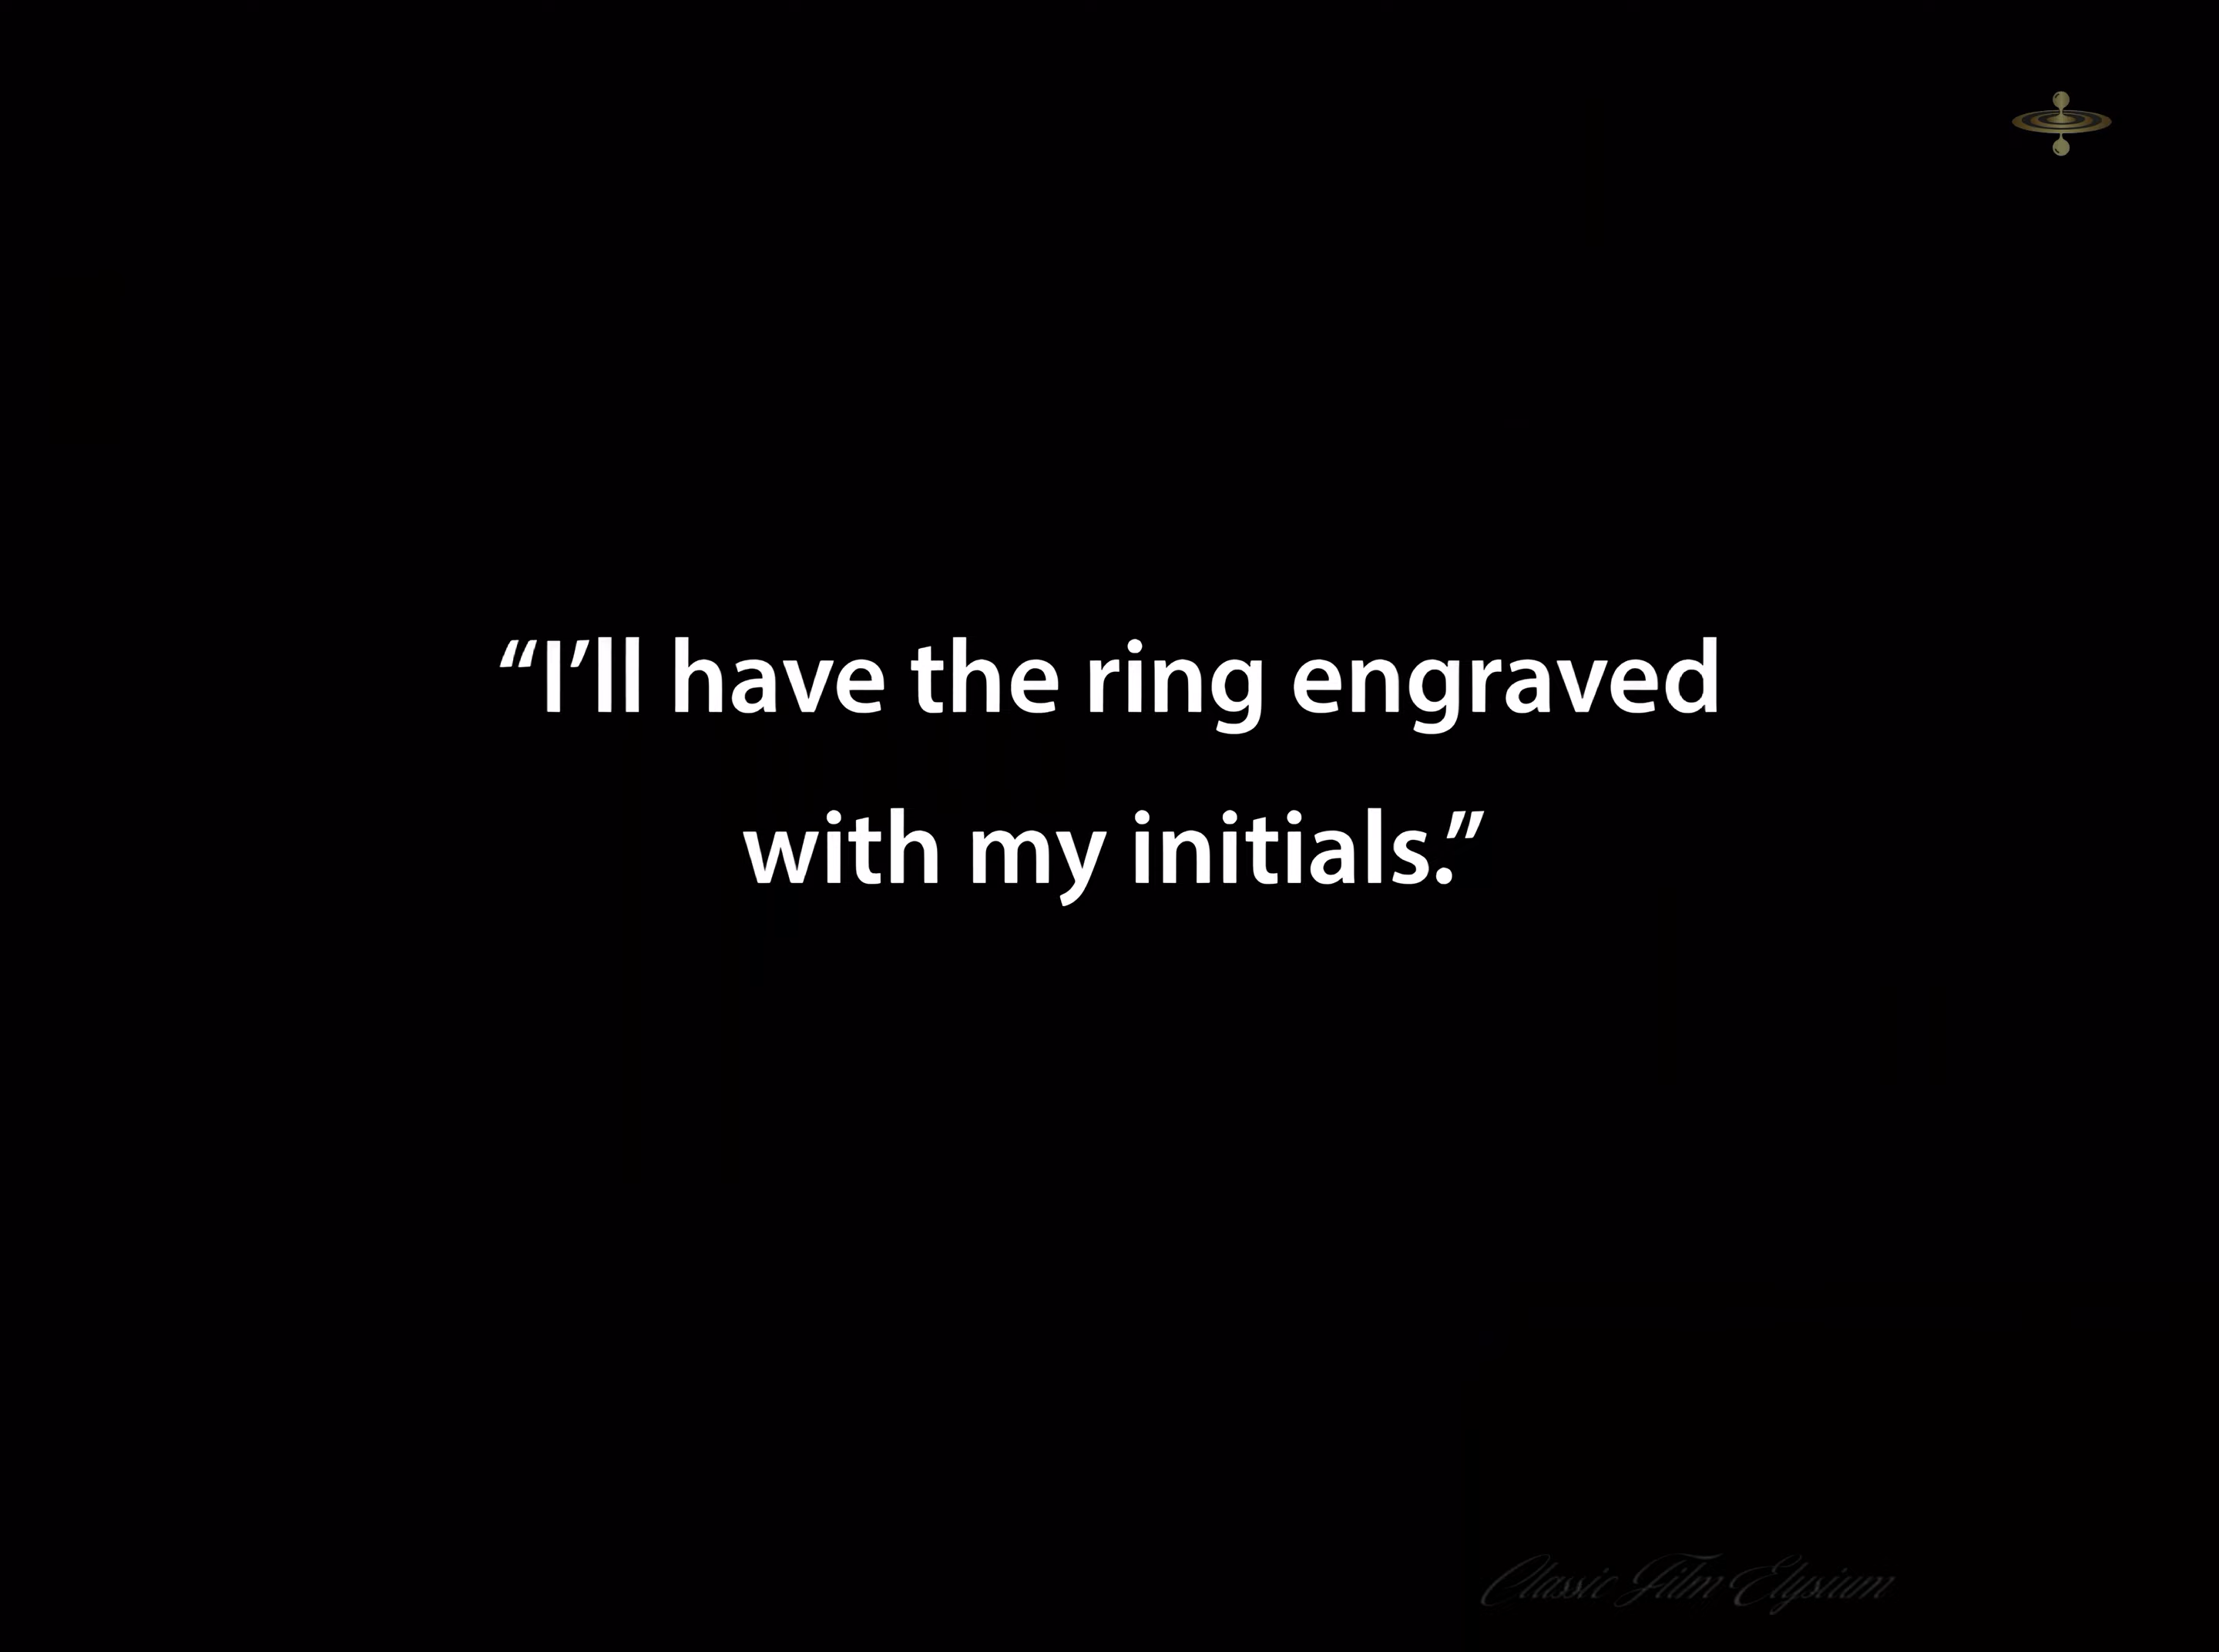 “I’ll have the ring engraved
with my initials.”
Classic Film Elysium